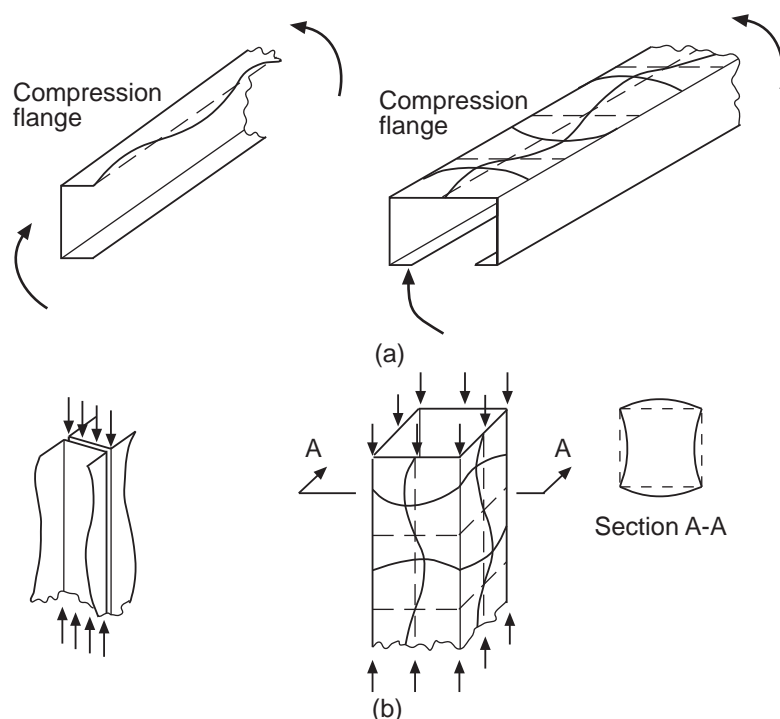 Compression
flange
Compression
flange
(a)
A
A
Section A-A
(b)